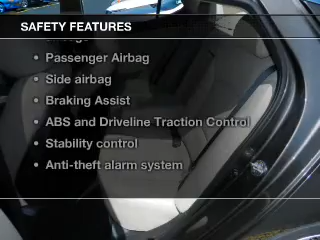 SAFETY FEATURES
• Passenger Airbag
• Side airbag
• Braking Assist
• ABS and Driveline Traction Control
• Stability control
• Anti-theft alarm system